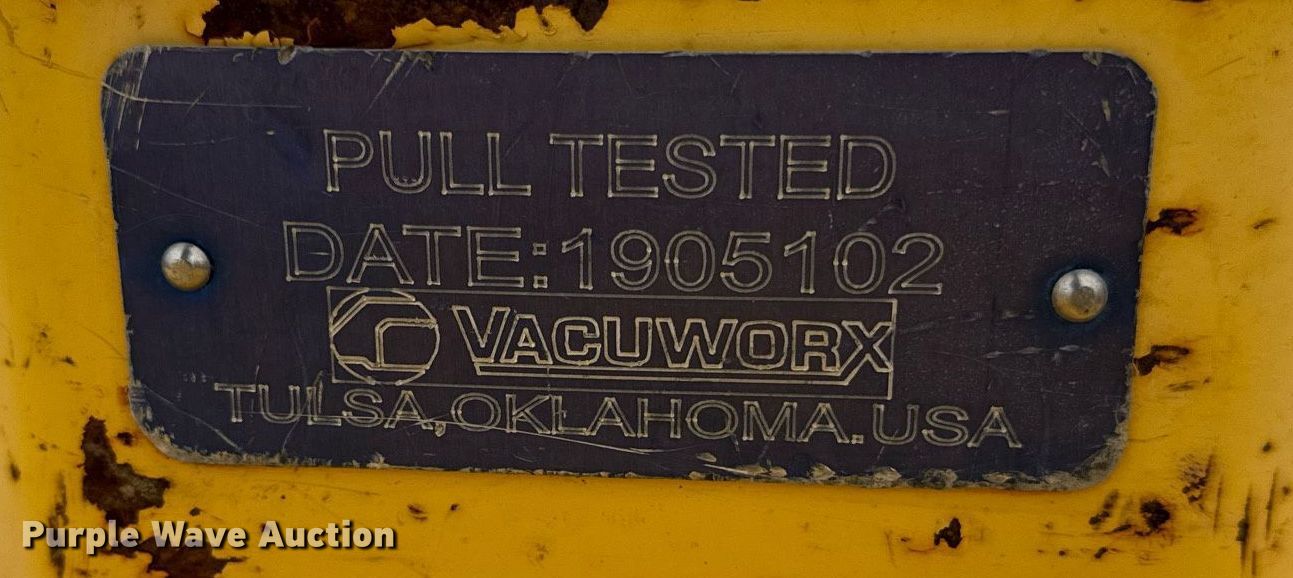 PULL TESTED
DATE:1905102
VACUWORX
TULSA,OKLAHOMA.USA
Purple Wave Auction